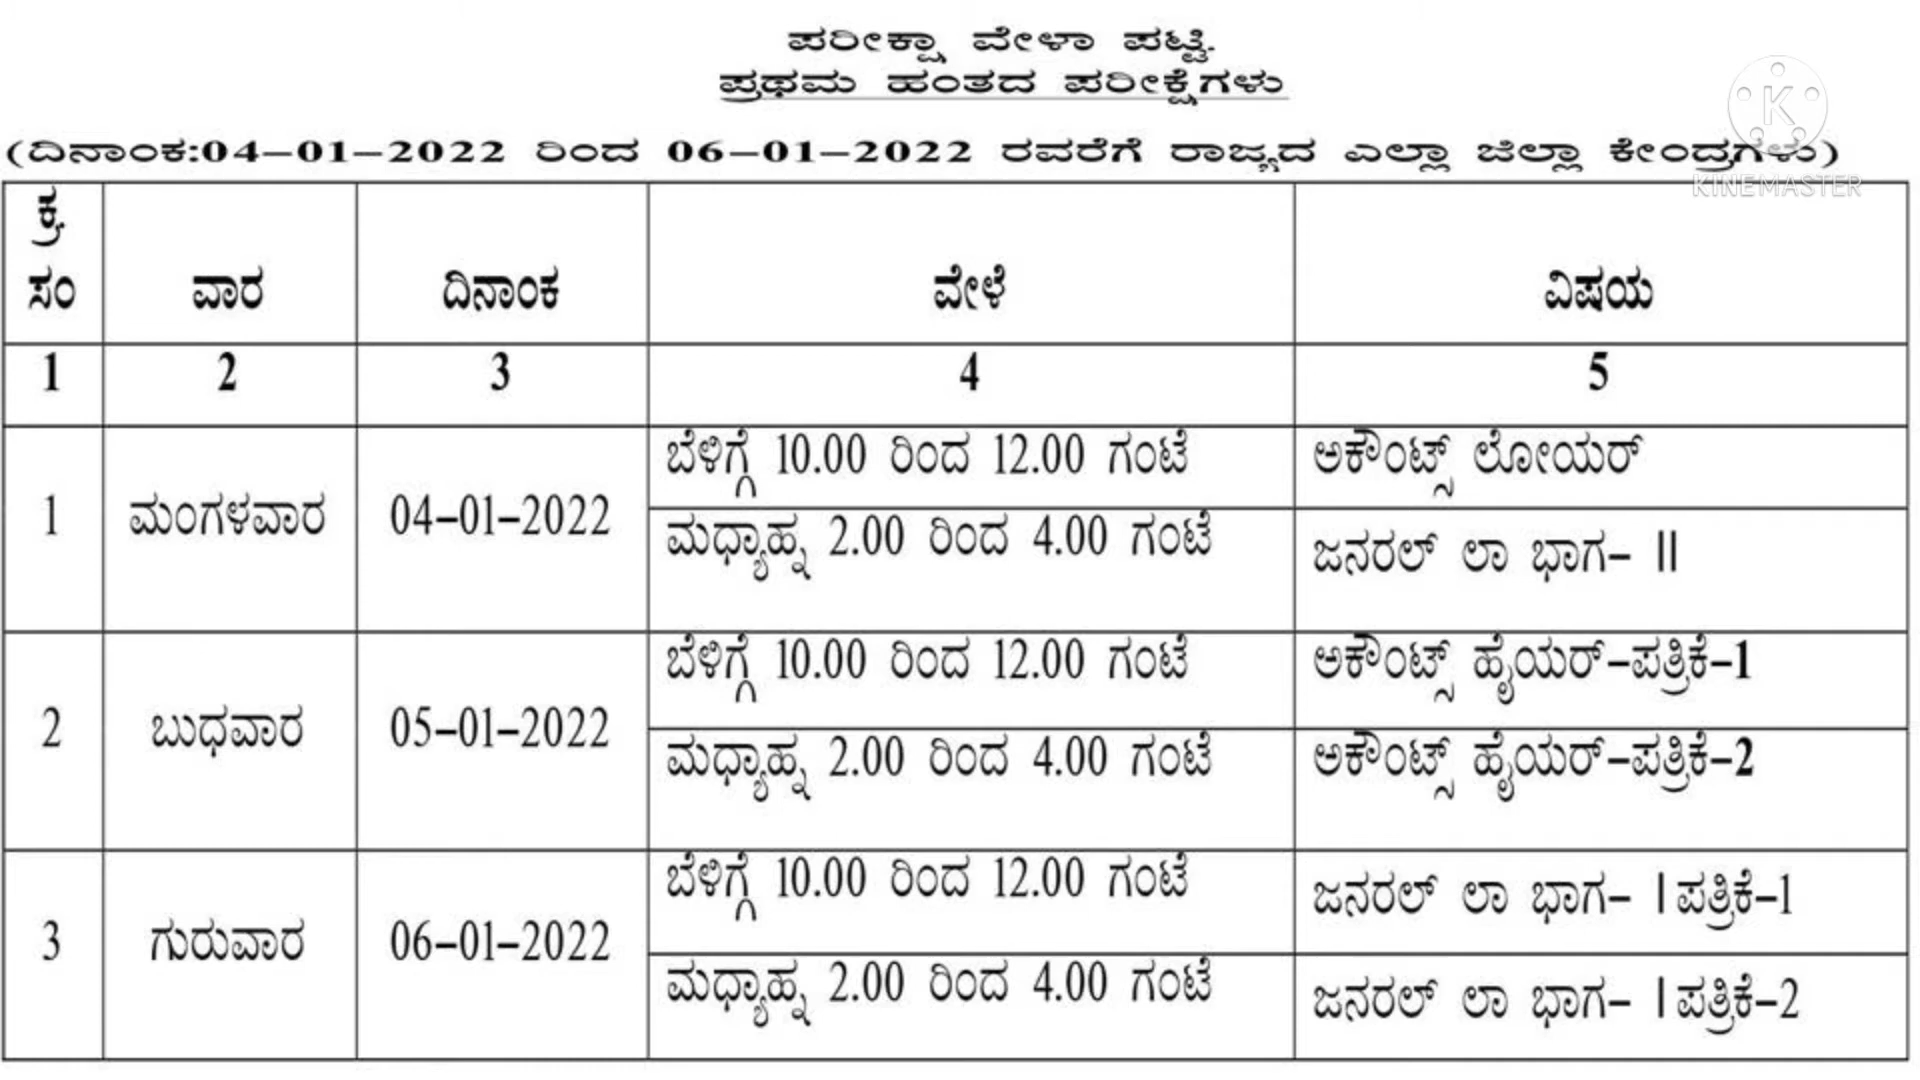 ಪರೀಕ್ಷಾ ವೇಳಾ ಪಟ್ಟಿ.
ಪ್ರಥಮ ಹಂತದ ಪರೀಕ್ಷೆಗಳು
(ದಿನಾಂಕ:04–01–2022 ರಿಂದ 06–01–2022 ರವರೆಗೆ ರಾಜ್ಯದ ಎಲ್ಲಾ ಜಿಲ್ಲಾ ಕೇಂದ್ರಗಳು)
K
KINEMASTER
ಕ್ರ ಸಂ ವಾರ ದಿನಾಂಕ ವೇಳೆ ವಿಷಯ
1 2 3 4 5
1 ಮಂಗಳವಾರ 04–01–2022 ಬೆಳಿಗ್ಗೆ 10.00 ರಿಂದ 12.00 ಗಂಟೆ ಅಕೌಂಟ್ಸ್ ಲೋಯರ್
ಮಧ್ಯಾಹ್ನ 2.00 ರಿಂದ 4.00 ಗಂಟೆ ಜನರಲ್ ಲಾ ಭಾಗ– II
2 ಬುಧವಾರ 05–01–2022 ಬೆಳಿಗ್ಗೆ 10.00 ರಿಂದ 12.00 ಗಂಟೆ ಅಕೌಂಟ್ಸ್ ಹೈಯರ್–ಪತ್ರಿಕೆ–1
ಮಧ್ಯಾಹ್ನ 2.00 ರಿಂದ 4.00 ಗಂಟೆ ಅಕೌಂಟ್ಸ್ ಹೈಯರ್–ಪತ್ರಿಕೆ–2
3 ಗುರುವಾರ 06–01–2022 ಬೆಳಿಗ್ಗೆ 10.00 ರಿಂದ 12.00 ಗಂಟೆ ಜನರಲ್ ಲಾ ಭಾಗ– I ಪತ್ರಿಕೆ–1
ಮಧ್ಯಾಹ್ನ 2.00 ರಿಂದ 4.00 ಗಂಟೆ ಜನರಲ್ ಲಾ ಭಾಗ– I ಪತ್ರಿಕೆ–2